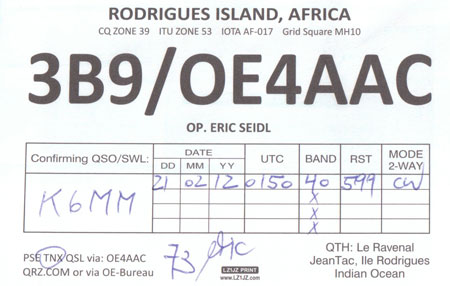 RODRIGUES ISLAND, AFRICA
CQ ZONE 39 ITU ZONE 53 IOTA AF-017 Grid Square MH10
3B9/OE4AAC
OP. ERIC SEIDL
Confirming QSO/SWL: DATE UTC BAND RST MODE 2-WAY
DD MM YY
K6MM 21 02 12 0150 40 599 CW
X
X
X
PSE TNX QSL via: OE4AAC
QRZ.COM or via OE-Bureau
73 Eric
LZ1JZ PRINT
www.LZ1JZ.com
QTH: Le Ravenal
JeanTac, Ile Rodrigues
Indian Ocean